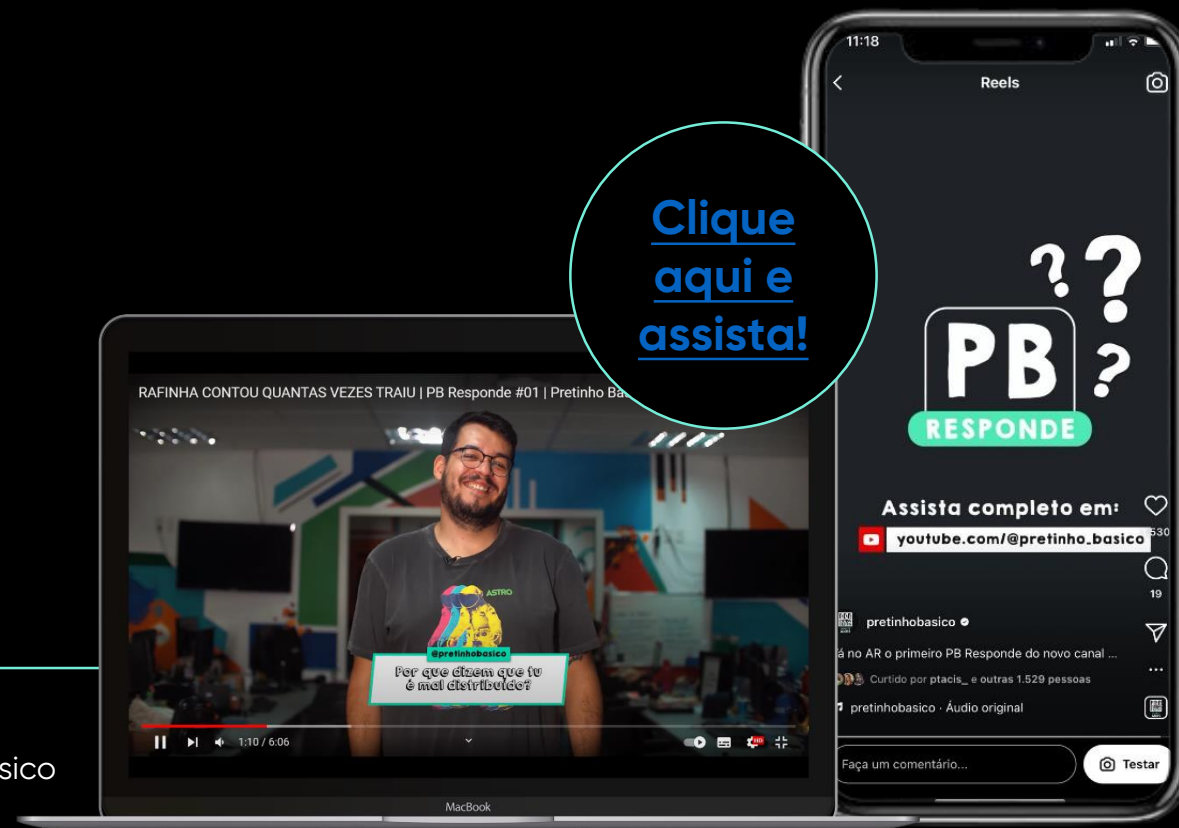 11:18
Reels
Clique
aqui e
assista!
PB
RESPONDE
???
Assista completo em:
youtube.com/@pretinho_basico
530
19
pretinhobasico
á no AR o primeiro PB Responde do novo canal ...
Curtido por ptacis_ e outras 1.529 pessoas
pretinhobasico · Áudio original
Faça um comentário...
Testar
RAFINHA CONTOU QUANTAS VEZES TRAIU | PB Responde #01 | Pretinho Ba
ASTRO
@pretinhobasico
Por que dizem que tu
é mal distribuído?
1:10 / 6:06
HD
MacBook
sico